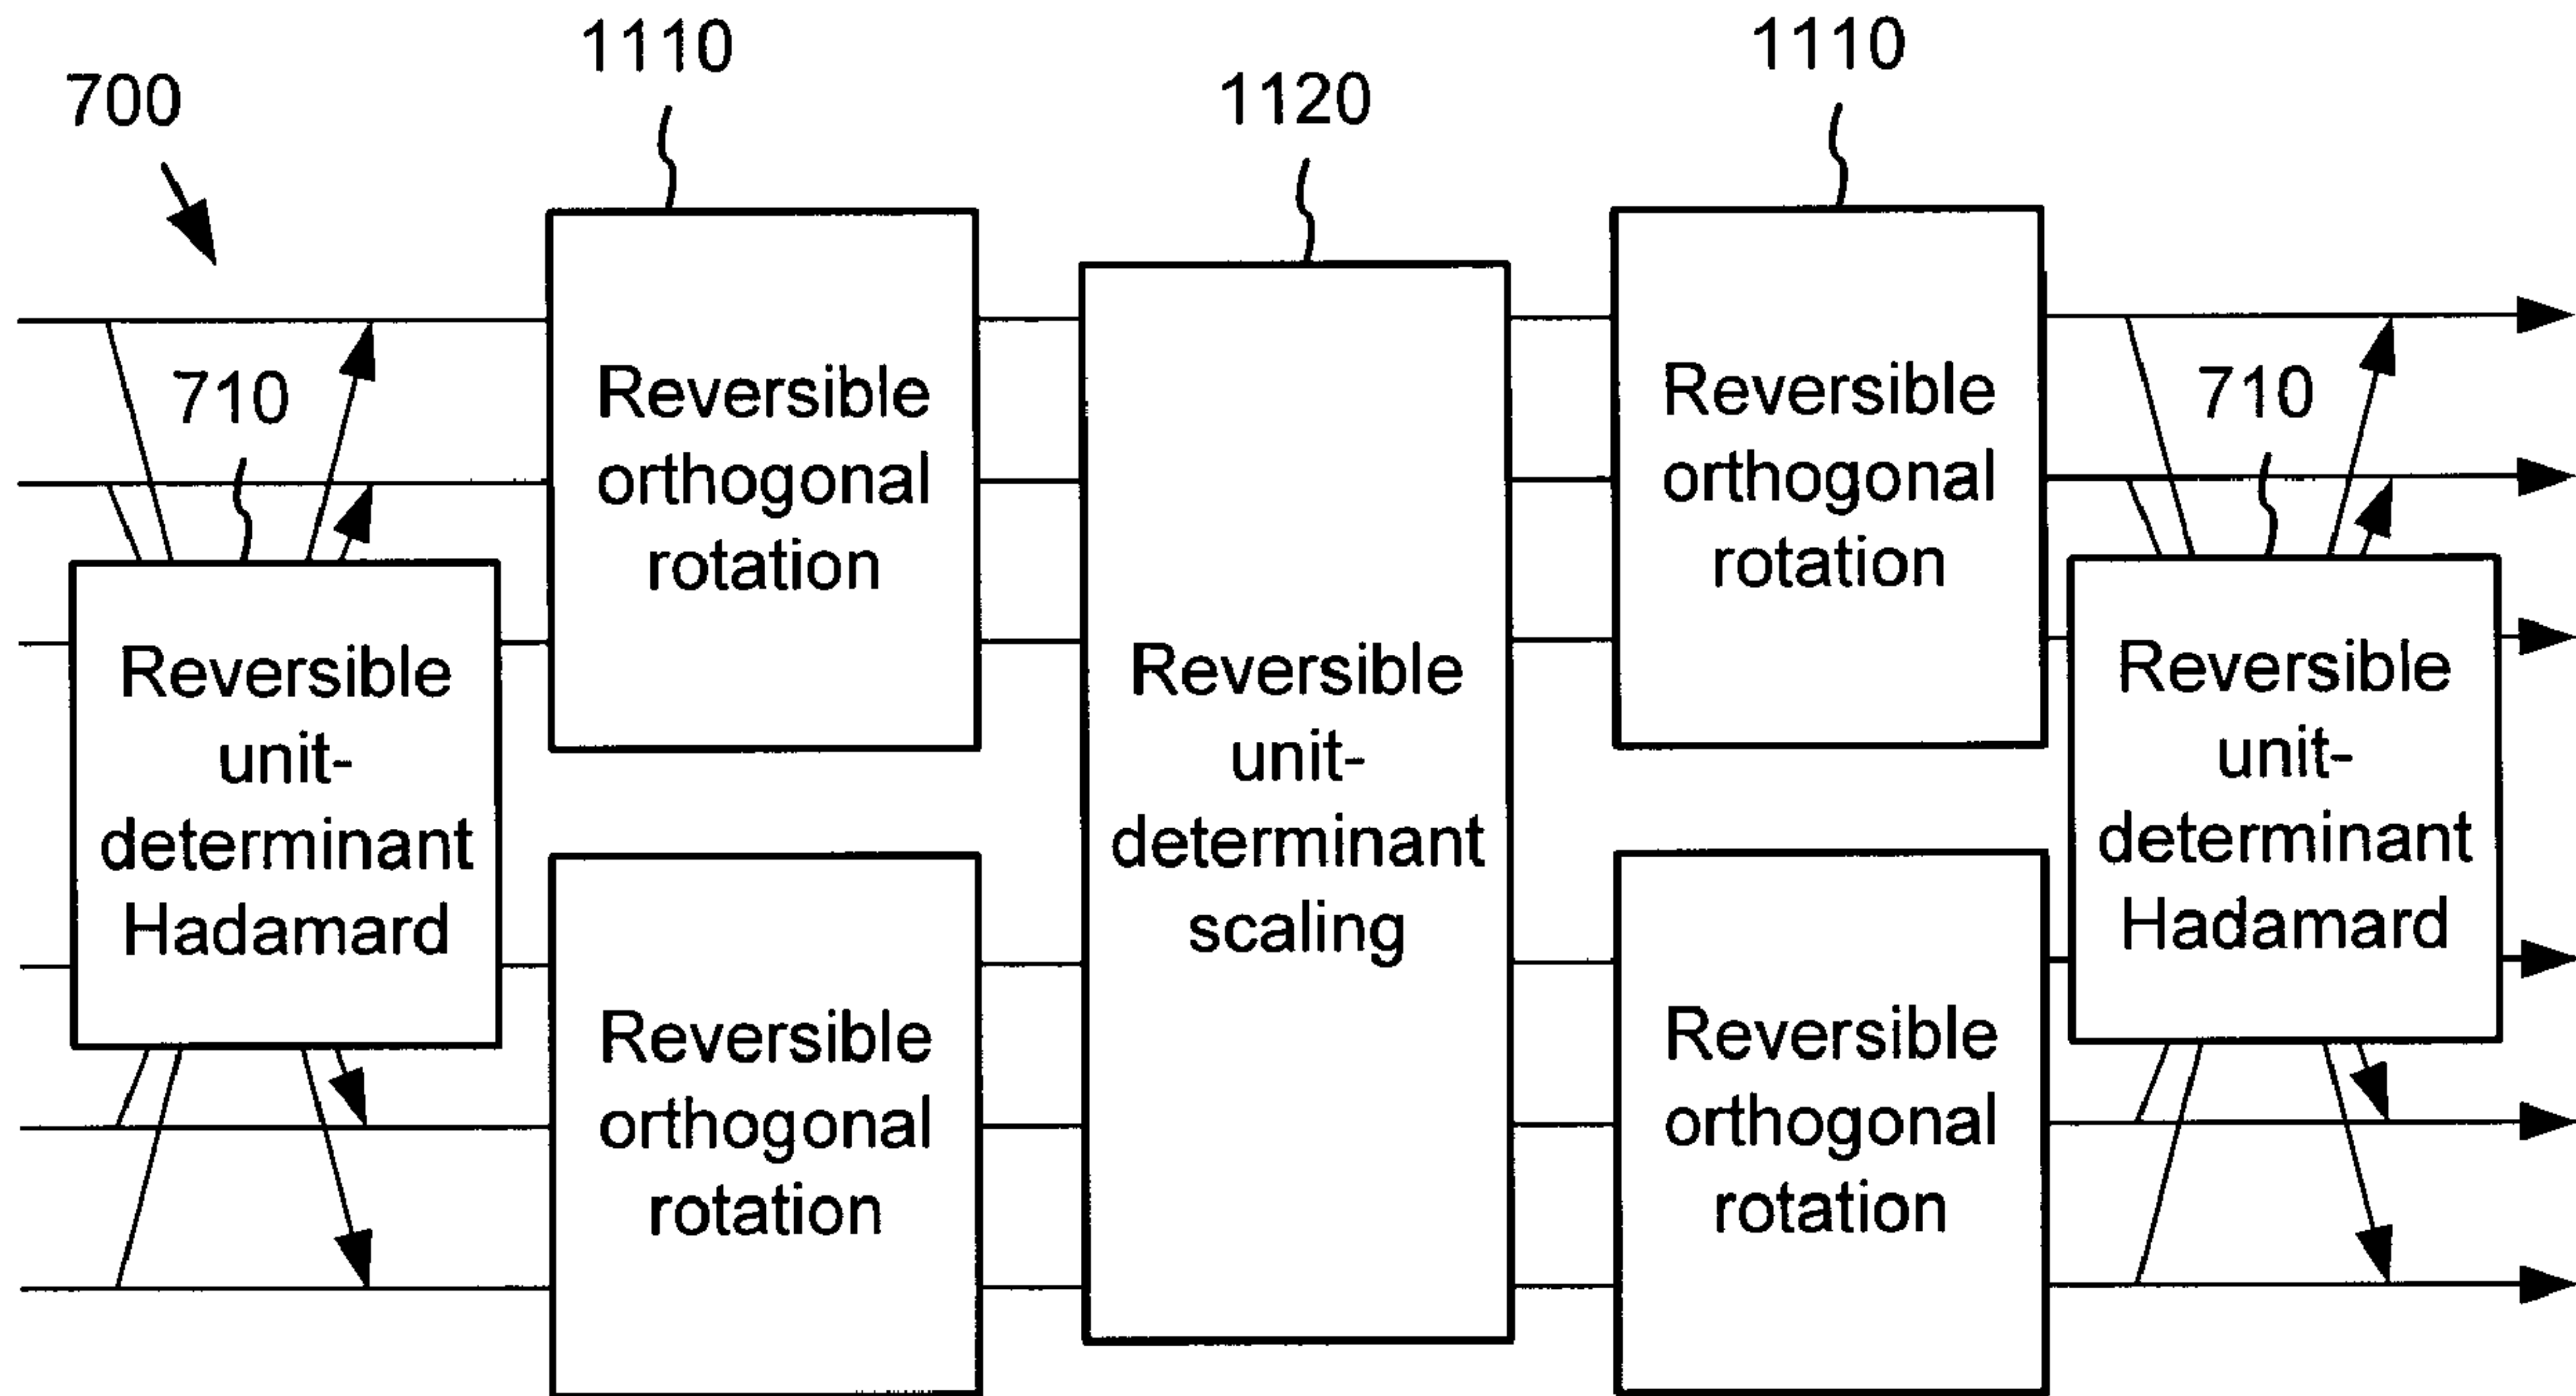 1110
1110
700
1120
710
710
Reversible
orthogonal
rotation
Reversible
orthogonal
rotation
Reversible
unit-
determinant
Hadamard
Reversible
unit-
determinant
scaling
Reversible
unit-
determinant
Hadamard
Reversible
orthogonal
rotation
Reversible
orthogonal
rotation